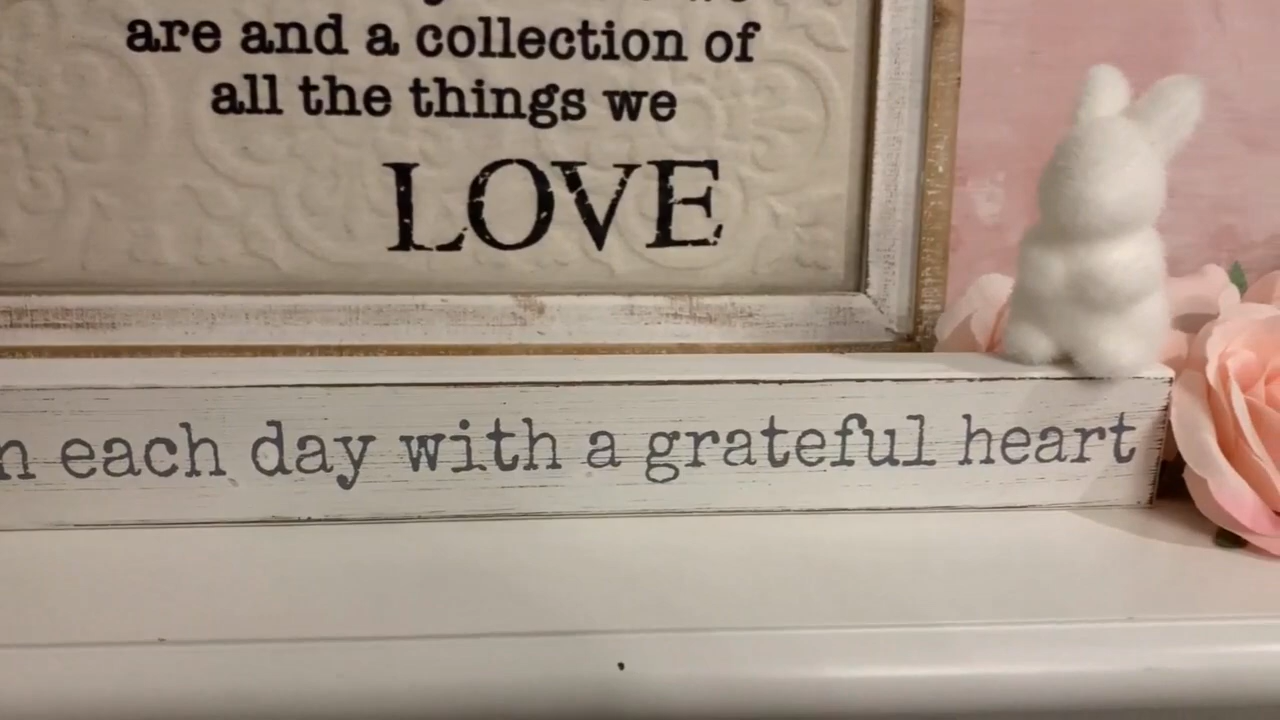 are and a collection of
all the things we
LOVE
n each day with a grateful heart